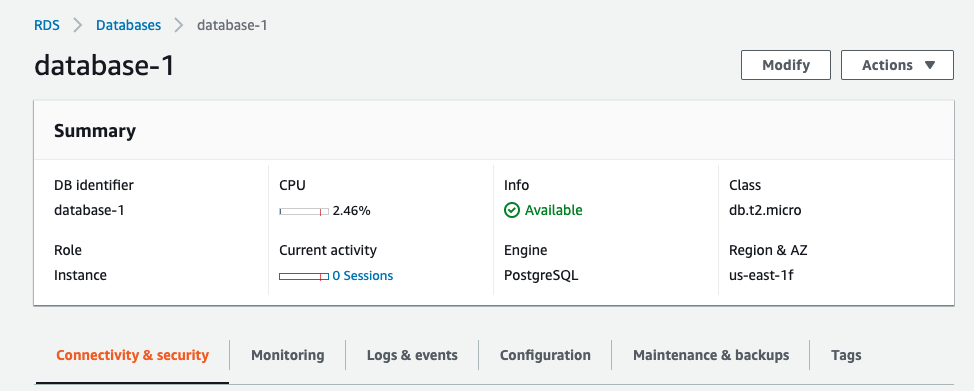 RDS > Databases > database-1
database-1
Modify
Actions ▼
Summary
DB identifier
database-1
CPU
2.46%
Info
Available
Class
db.t2.micro
Role
Instance
Current activity
0 Sessions
Engine
PostgreSQL
Region & AZ
us-east-1f
Connectivity & security
Monitoring
Logs & events
Configuration
Maintenance & backups
Tags